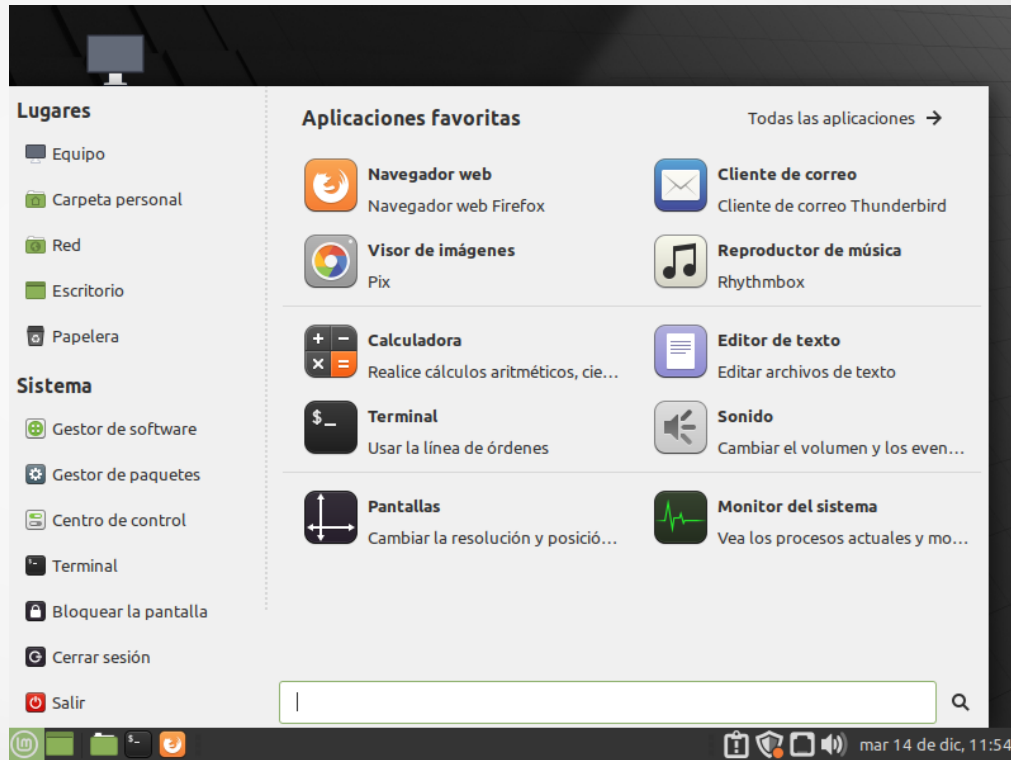 Lugares
Equipo
Carpeta personal
Red
Escritorio
Papelera
Sistema
Gestor de software
Gestor de paquetes
Centro de control
Terminal
Bloquear la pantalla
Cerrar sesión
Salir
Aplicaciones favoritas
Todas las aplicaciones
Navegador web
Navegador web Firefox
Cliente de correo
Cliente de correo Thunderbird
Visor de imágenes
Pix
Reproductor de música
Rhythmbox
Calculadora
Realice cálculos aritméticos, cie…
Editor de texto
Editar archivos de texto
$_
Terminal
Usar la línea de órdenes
Sonido
Cambiar el volumen y los even…
Pantallas
Cambiar la resolución y posició…
Monitor del sistema
Vea los procesos actuales y mo…
mar 14 de dic, 11:54